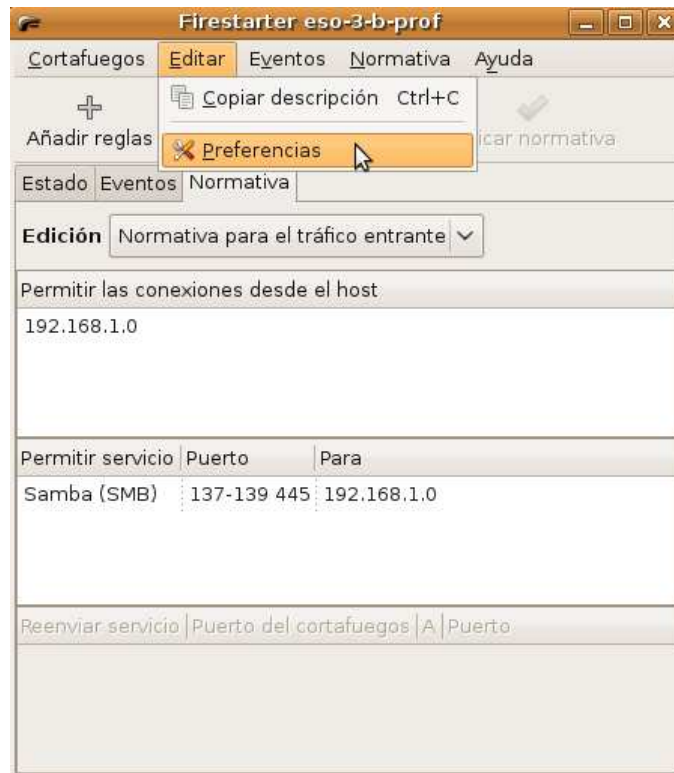 Firestarter eso-3-b-prof
Cortafuegos Editar Eventos Normativa Ayuda
Copiar descripción Ctrl+C
Añadir reglas icar normativa
Preferencias
Estado Eventos Normativa
Edición Normativa para el tráfico entrante
Permitir las conexiones desde el host
192.168.1.0
Permitir servicio Puerto Para
Samba (SMB) 137-139 445 192.168.1.0
Reenviar servicio Puerto del cortafuegos A Puerto